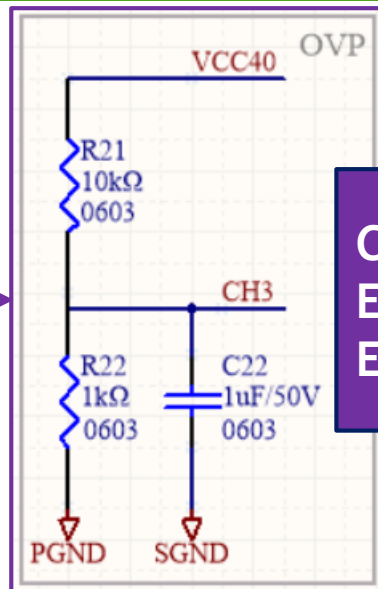 OVP
VCC40
R21
10kΩ
0603
CH3
R22
1kΩ
0603
C22
1uF/50V
0603
PGND
SGND